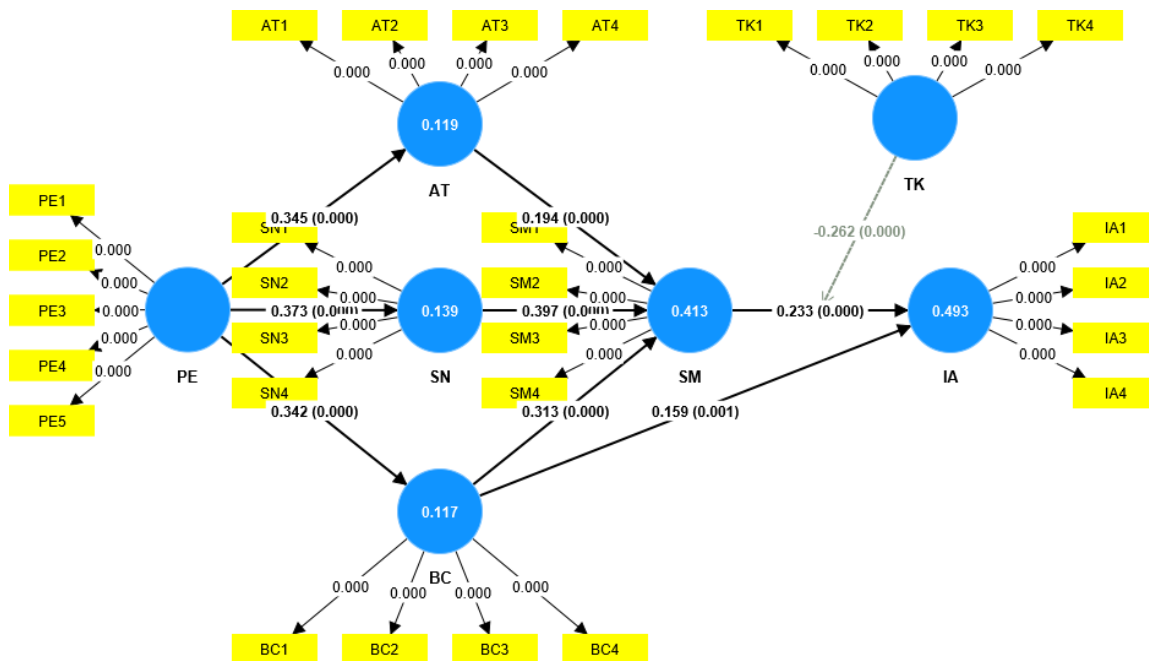 AT1 AT2 AT3 AT4 TK1 TK2 TK3 TK4
0.000 0.000 0.000 0.000 0.000 0.000 0.000 0.000
0.119
AT
TK
PE1
PE2
PE3
PE4
PE5
0.000
0.000
0.000
0.000
0.000
PE
0.345 (0.000)
0.373 (0.000)
0.342 (0.000)
SN1
SN2
SN3
SN4
0.000
0.000
0.000
0.000
0.139
SN
0.194 (0.000)
0.397 (0.000)
0.313 (0.000)
SM1
SM2
SM3
SM4
0.000
0.000
0.000
0.000
0.413
SM
-0.262 (0.000)
0.233 (0.000)
0.159 (0.001)
0.493
IA
0.000
0.000
0.000
0.000
IA1
IA2
IA3
IA4
0.117
BC
0.000 0.000 0.000 0.000
BC1 BC2 BC3 BC4